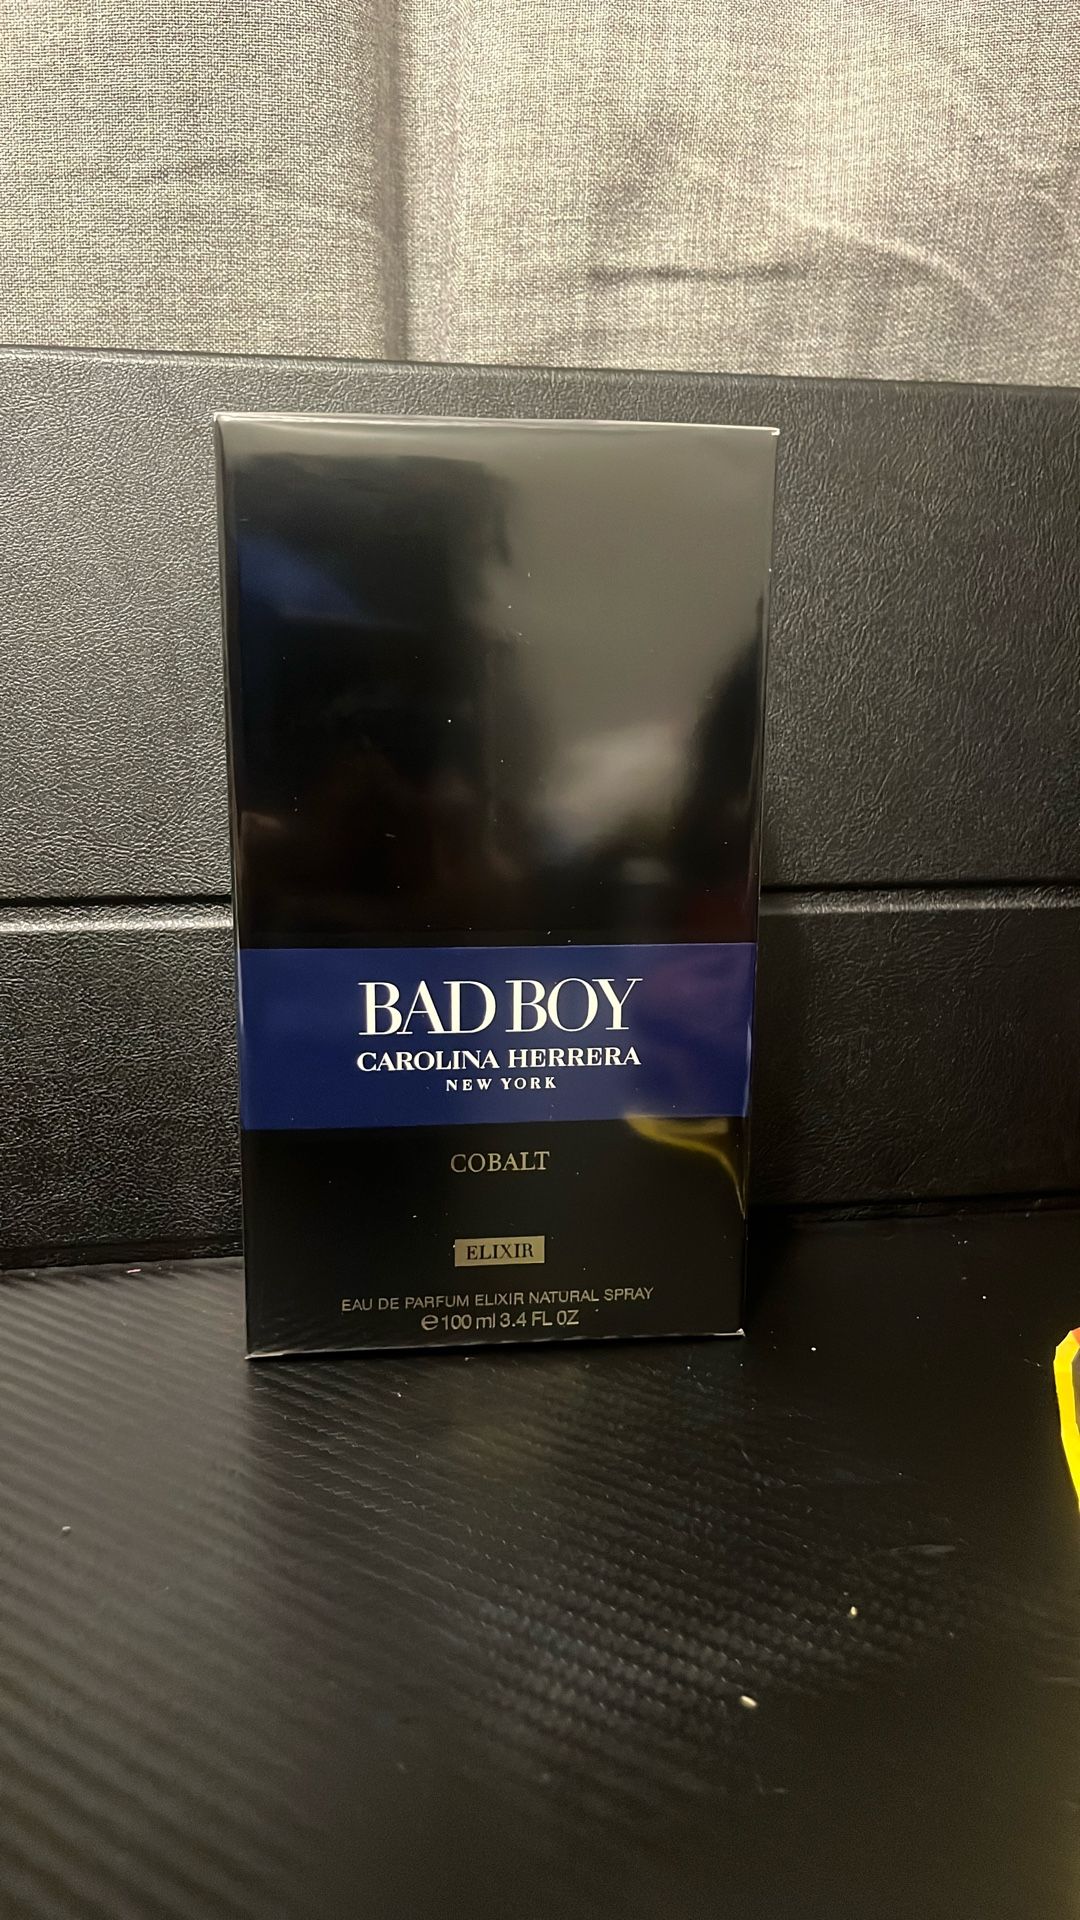 BAD BOY
CAROLINA HERRERA
NEW YORK
COBALT
ELIXIR
EAU DE PARFUM ELIXIR NATURAL SPRAY
℮ 100 ml 3.4 FL OZ